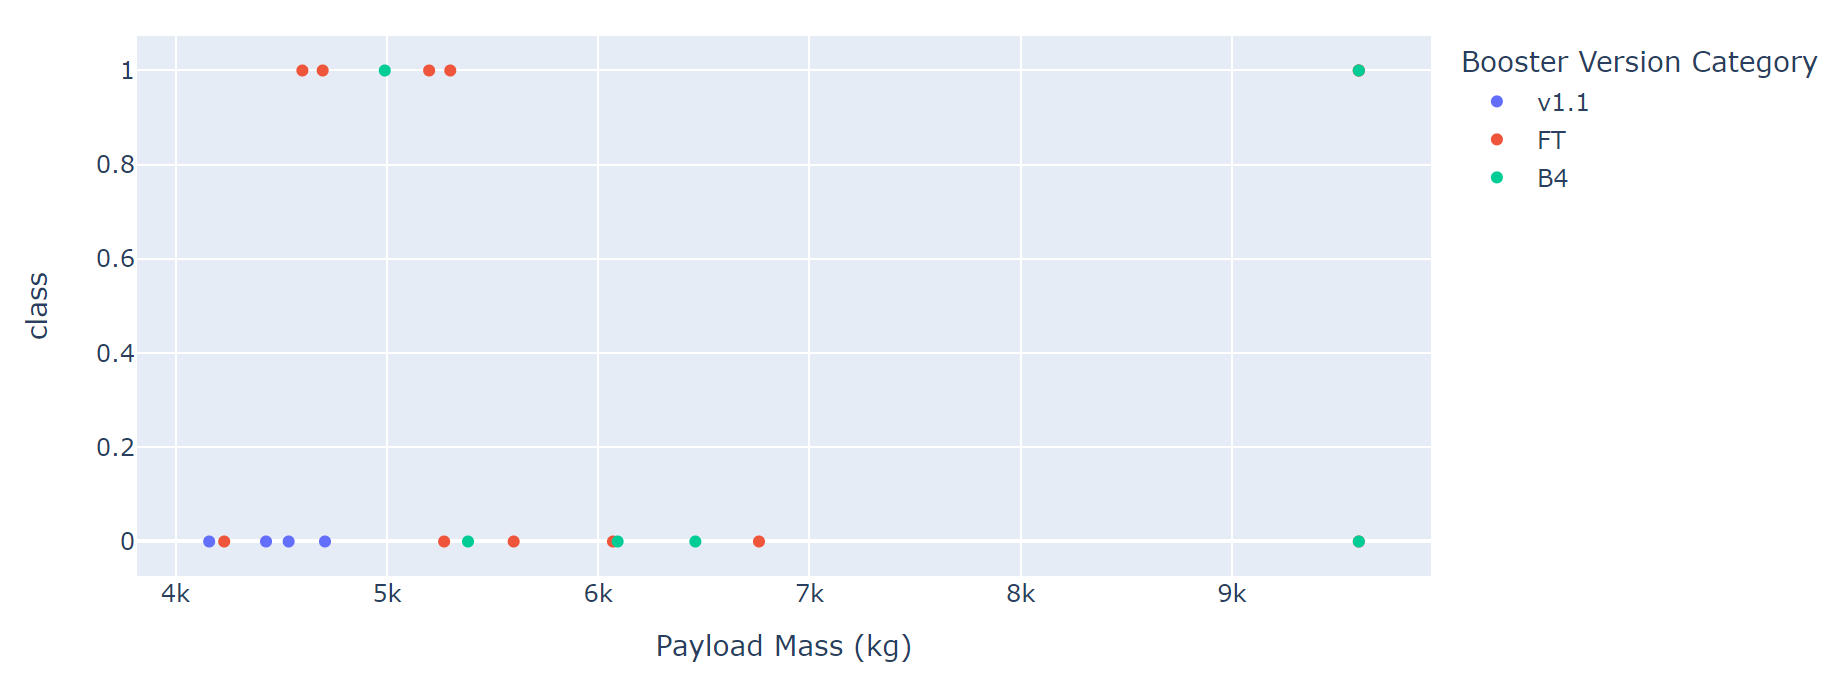 Booster Version Category
v1.1
FT
B4
1
0.8
0.6
0.4
0.2
0
class
4k 5k 6k 7k 8k 9k
Payload Mass (kg)